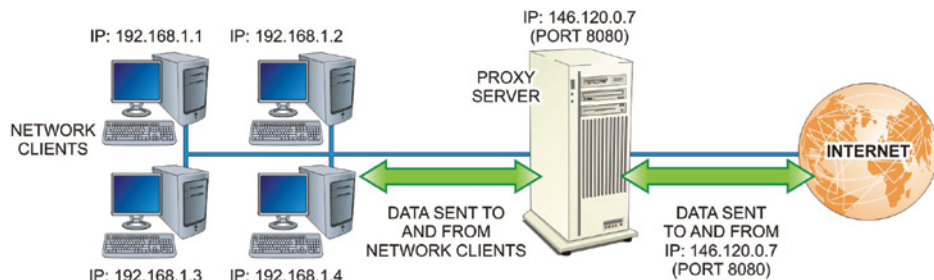 IP: 192.168.1.1
IP: 192.168.1.2
IP: 146.120.0.7
(PORT 8080)
PROXY
SERVER
NETWORK
CLIENTS
INTERNET
DATA SENT TO
AND FROM
NETWORK CLIENTS
DATA SENT
TO AND FROM
IP: 146.120.0.7
(PORT 8080)
IP: 192.168.1.3
IP: 192.168.1.4